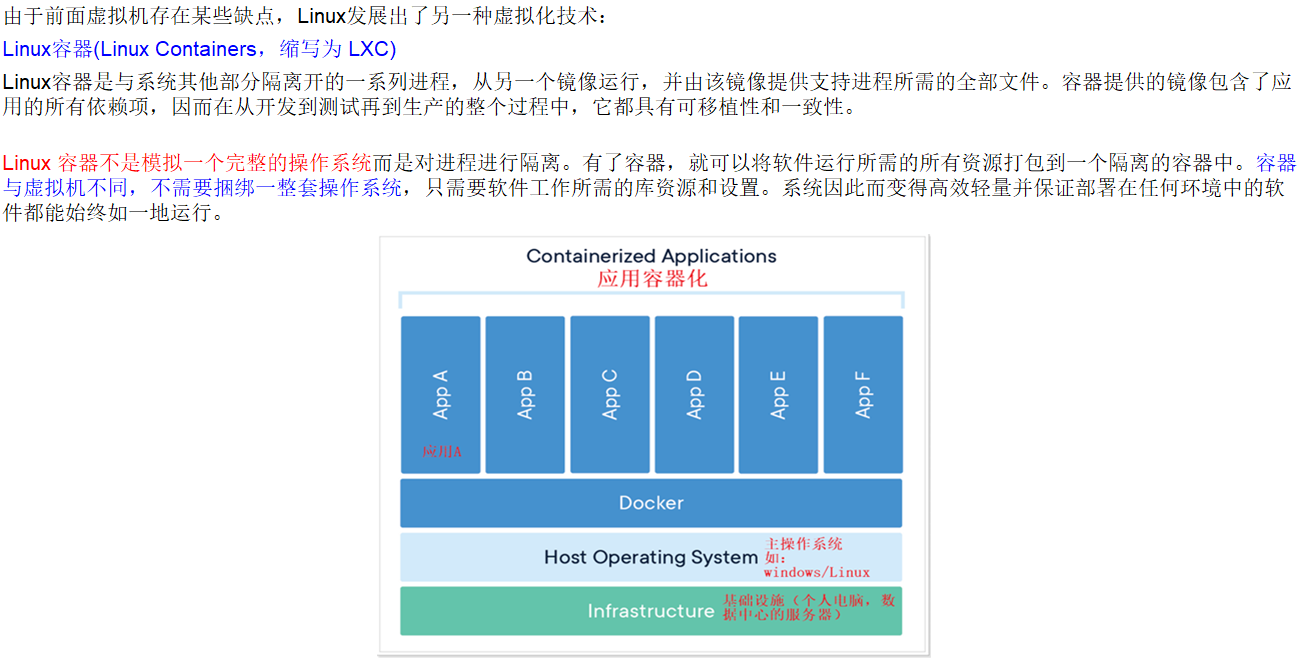 由于前面虚拟机存在某些缺点，Linux发展出了另一种虚拟化技术：
Linux容器(Linux Containers，缩写为 LXC)
Linux容器是与系统其他部分隔离开的一系列进程，从另一个镜像运行，并由该镜像提供支持进程所需的全部文件。容器提供的镜像包含了应
用的所有依赖项，因而在从开发到测试再到生产的整个过程中，它都具有可移植性和一致性。
Linux 容器不是模拟一个完整的操作系统而是对进程进行隔离。有了容器，就可以将软件运行所需的所有资源打包到一个隔离的容器中。容器
与虚拟机不同，不需要捆绑一整套操作系统，只需要软件工作所需的库资源和设置。系统因此而变得高效轻量并保证部署在任何环境中的软
件都能始终如一地运行。
Containerized Applications
应用容器化
App A
App B
App C
App D
App E
App F
应用A
Docker
Host Operating System
主操作系统
如：
windows/Linux
Infrastructure
基础设施（个人电脑，数
据中心的服务器）